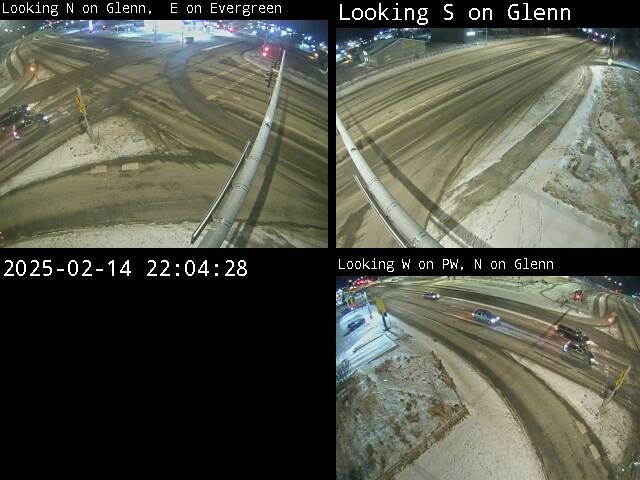 Looking N on Glenn,  E on Evergreen
Looking S on Glenn
2025-02-14 22:04:28
Looking W on PW, N on Glenn